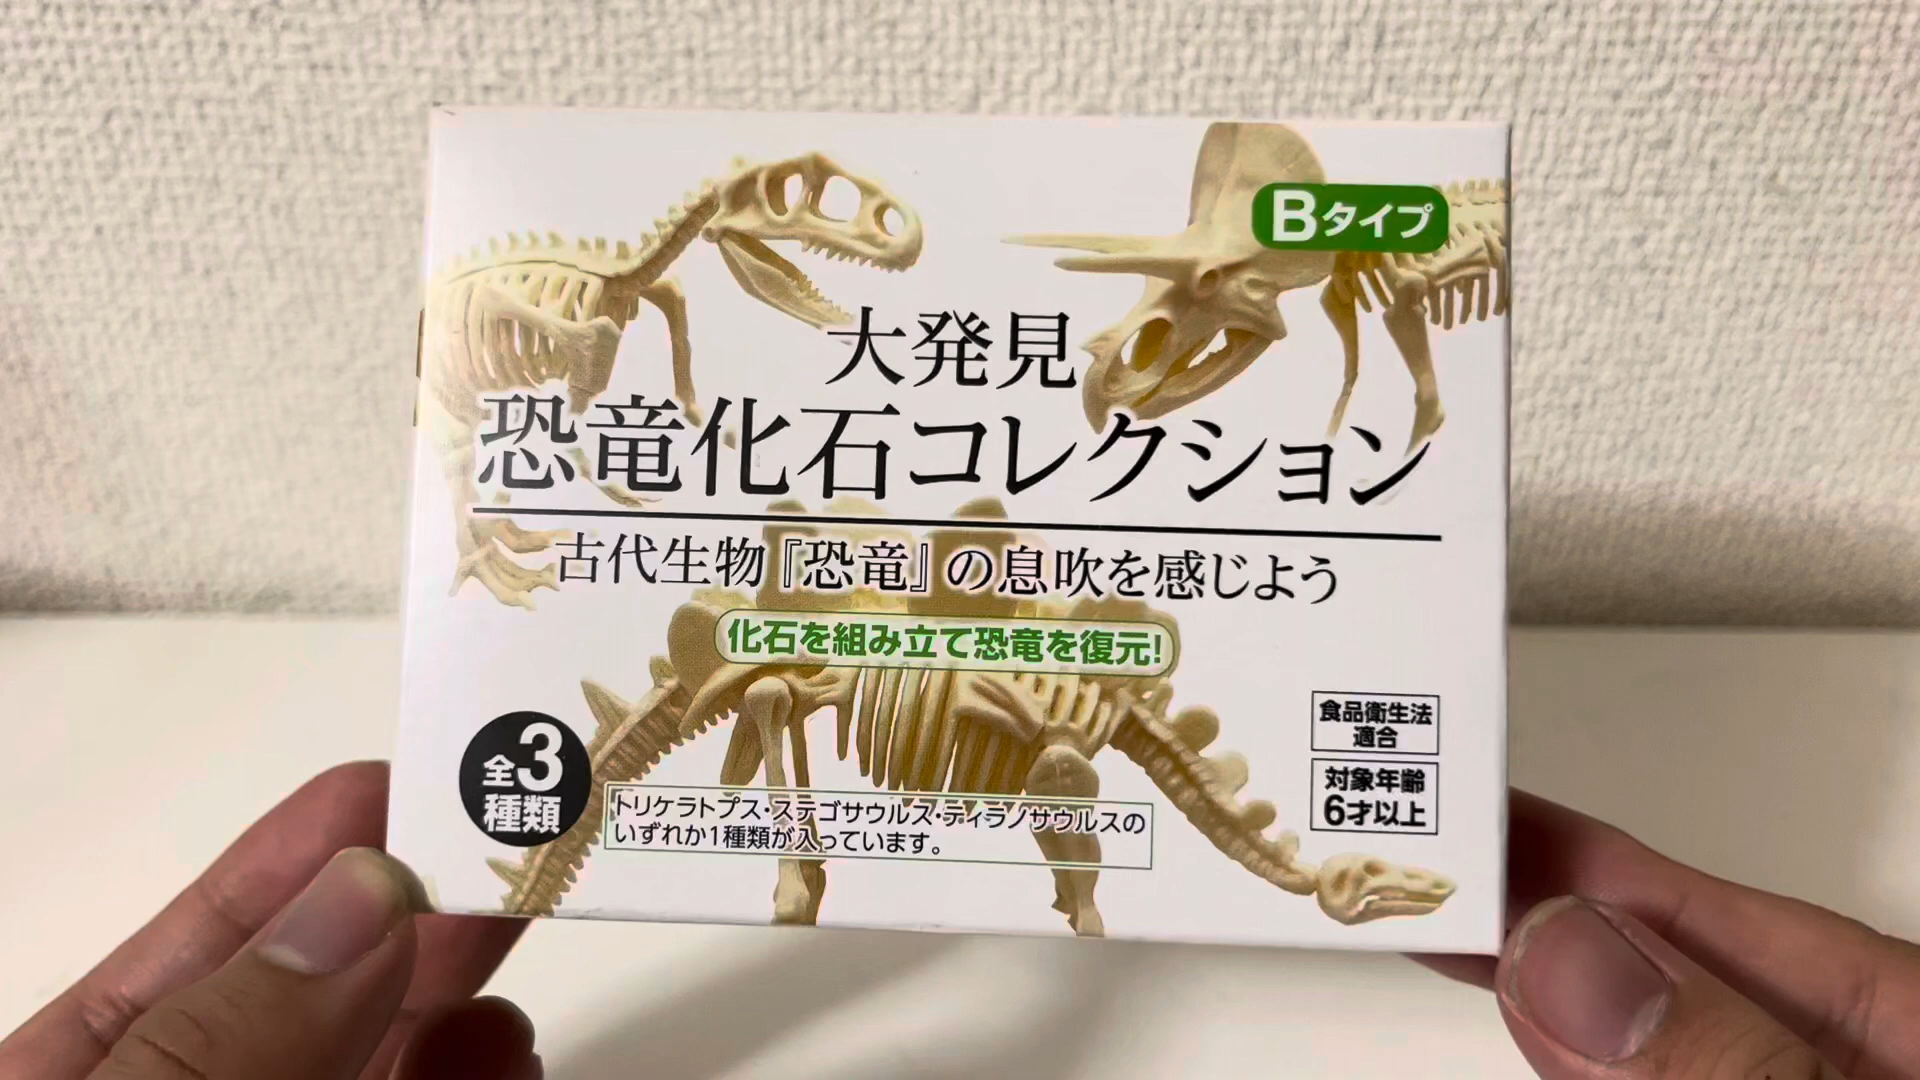 Bタイプ
大発見
恐竜化石コレクション
古代生物『恐竜』の息吹を感じよう
化石を組み立て恐竜を復元!
全3
種類
トリケラトプス・ステゴサウルス・ティラノサウルスの
いずれか1種類が入っています。
食品衛生法
適合
対象年齢
6才以上